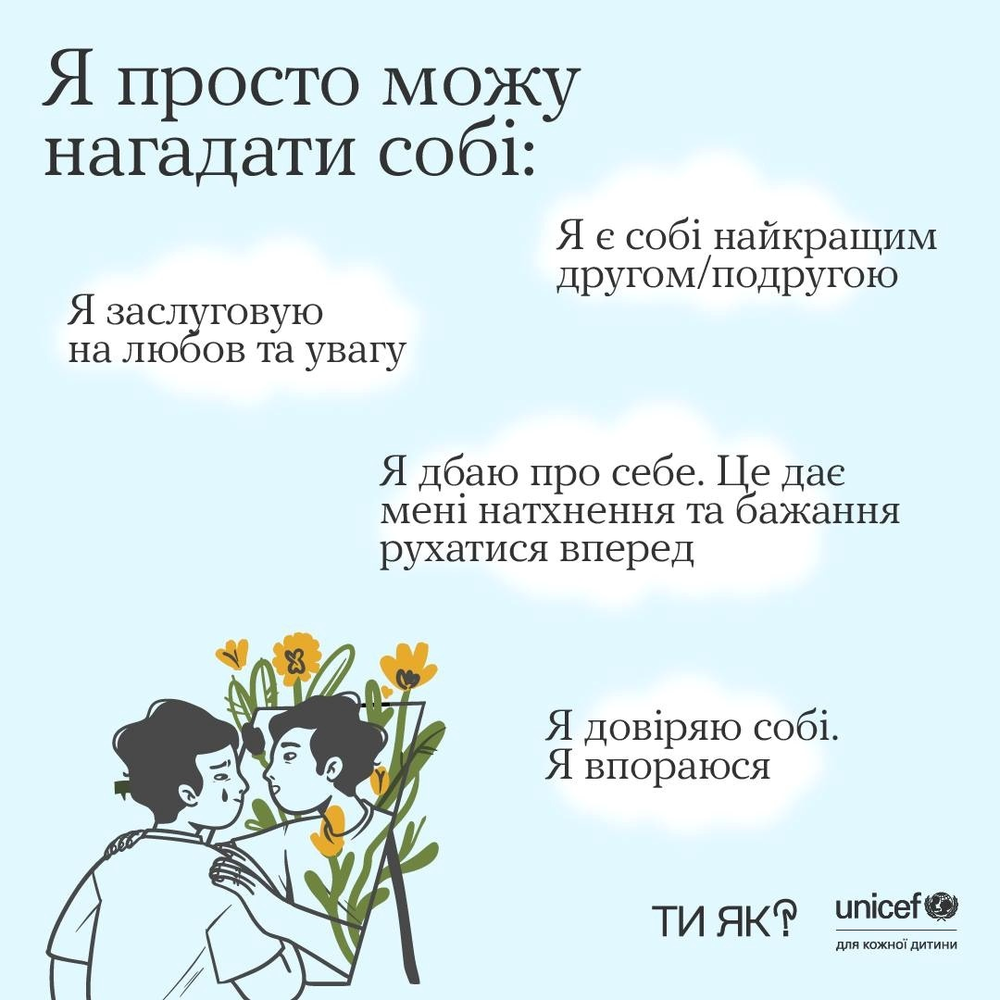 Я просто можу
нагадати собі:
Я є собі найкращим
другом/подругою
Я заслуговую
на любов та увагу
Я дбаю про себе. Це дає
мені натхнення та бажання
рухатися вперед
Я довіряю собі.
Я впораюся
ТИ ЯК?
unicef
для кожної дитини